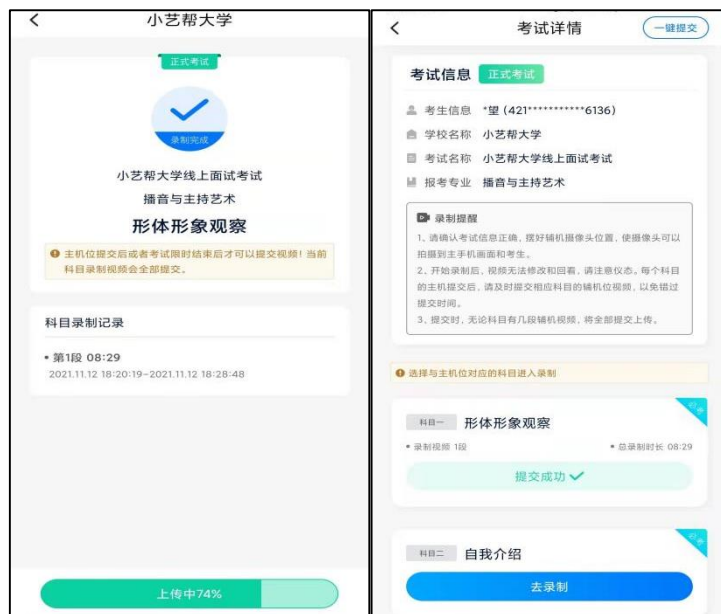 小艺帮大学
正式考试
录制完成
小艺帮大学线上面试考试
播音与主持艺术
形体形象观察
主机位提交后或者考试限时结束后才可以提交视频！当前
科目录制视频会全部提交。
科目录制记录
• 第1段 08:29
2021.11.12 18:20:19-2021.11.12 18:28:48
上传中74%
考试详情
一键提交
考试信息
正式考试
考生信息 *望 (421***********6136)
学校名称 小艺帮大学
考试名称 小艺帮大学线上面试考试
报考专业 播音与主持艺术
录制提醒
1、请确认考试信息正确，摆好辅机摄像头位置，使摄像头可以
拍摄到主手机画面和考生。
2、开始录制后，视频无法修改和回看，请注意仪态。每个科目
的主机提交后，请及时提交相应科目的辅机位视频，以免错过
提交时间。
3、提交时，无论科目有几段辅机视频，将全部提交上传。
选择与主机位对应的科目进入录制
科目一 形体形象观察
必考
• 录制视频 1段 • 总录制时长 08:29
提交成功
科目二 自我介绍
必考
去录制